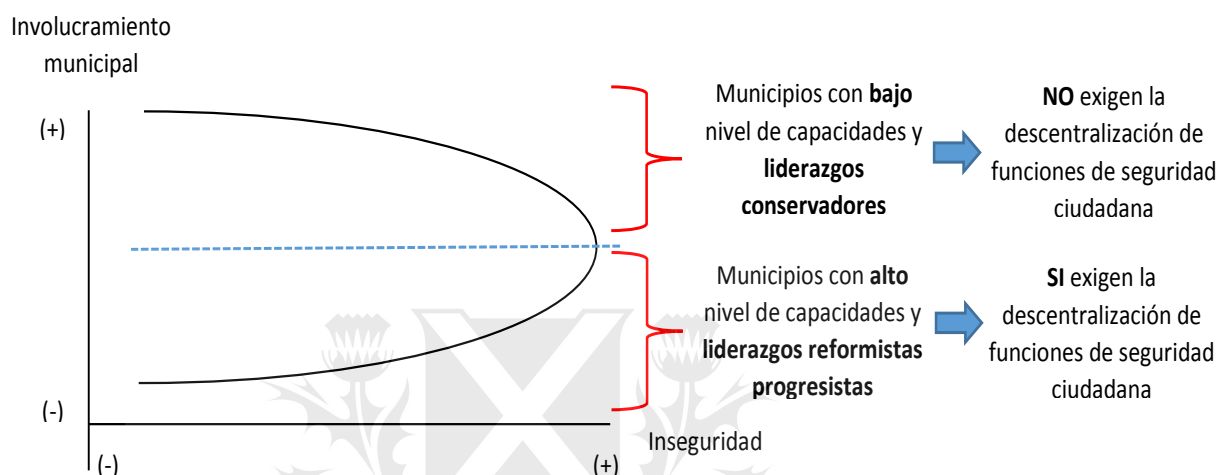 Involucramiento
municipal
(+)
(-)
(-)
(+)
Inseguridad
Municipios con bajo
nivel de capacidades y
liderazgos
conservadores
NO exigen la
descentralización de
funciones de seguridad
ciudadana
Municipios con alto
nivel de capacidades y
liderazgos reformistas
progresistas
SI exigen la
descentralización de
funciones de seguridad
ciudadana